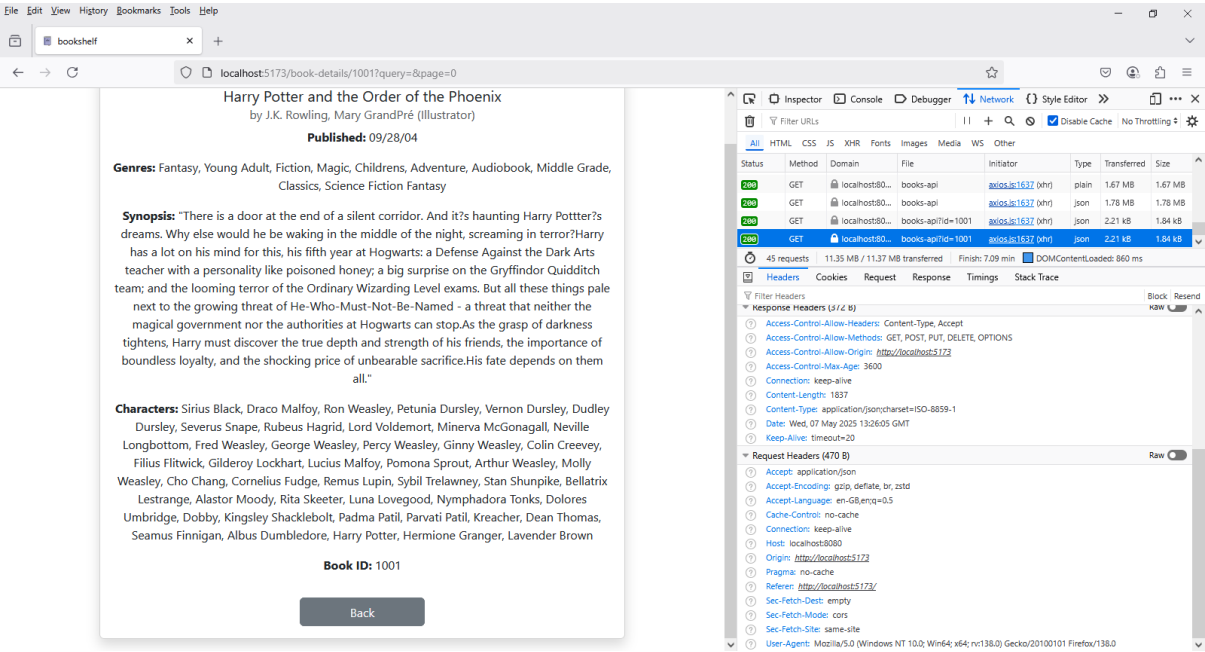 File Edit View History Bookmarks Tools Help
bookshelf
localhost:5173/book-details/1001?query=&page=0
Harry Potter and the Order of the Phoenix
by J.K. Rowling, Mary GrandPré (Illustrator)
Published: 09/28/04
Genres: Fantasy, Young Adult, Fiction, Magic, Childrens, Adventure, Audiobook, Middle Grade,
Classics, Science Fiction Fantasy
Synopsis: "There is a door at the end of a silent corridor. And it?s haunting Harry Pottter?s
dreams. Why else would he be waking in the middle of the night, screaming in terror?Harry
has a lot on his mind for this, his fifth year at Hogwarts: a Defense Against the Dark Arts
teacher with a personality like poisoned honey; a big surprise on the Gryffindor Quidditch
team; and the looming terror of the Ordinary Wizarding Level exams. But all these things pale
next to the growing threat of He-Who-Must-Not-Be-Named - a threat that neither the
magical government nor the authorities at Hogwarts can stop.As the grasp of darkness
tightens, Harry must discover the true depth and strength of his friends, the importance of
boundless loyalty, and the shocking price of unbearable sacrifice.His fate depends on them
all."
Characters: Sirius Black, Draco Malfoy, Ron Weasley, Petunia Dursley, Vernon Dursley, Dudley
Dursley, Severus Snape, Rubeus Hagrid, Lord Voldemort, Minerva McGonagall, Neville
Longbottom, Fred Weasley, George Weasley, Percy Weasley, Ginny Weasley, Colin Creevey,
Filius Flitwick, Gilderoy Lockhart, Lucius Malfoy, Pomona Sprout, Arthur Weasley, Molly
Weasley, Cho Chang, Cornelius Fudge, Remus Lupin, Sybil Trelawney, Stan Shunpike, Bellatrix
Lestrange, Alastor Moody, Rita Skeeter, Luna Lovegood, Nymphadora Tonks, Dolores
Umbridge, Dobby, Kingsley Shacklebolt, Padma Patil, Parvati Patil, Kreacher, Dean Thomas,
Seamus Finnigan, Albus Dumbledore, Harry Potter, Hermione Granger, Lavender Brown
Book ID: 1001
Back
Inspector Console Debugger Network Style Editor
Filter URLs Disable Cache No Throttling
All HTML CSS JS XHR Fonts Images Media WS Other
Status Method Domain File Initiator Type Transferred Size
200 GET localhost:80... books-api axios.js:1637 (xhr) plain 1.67 MB 1.67 MB
200 GET localhost:80... books-api axios.js:1637 (xhr) json 1.78 MB 1.78 MB
200 GET localhost:80... books-api?id=1001 axios.js:1637 (xhr) json 2.21 kB 1.84 kB
200 GET localhost:80... books-api?id=1001 axios.js:1637 (xhr) json 2.21 kB 1.84 kB
45 requests 11.35 MB / 11.37 MB transferred Finish: 7.09 min DOMContentLoaded: 860 ms
Headers Cookies Request Response Timings Stack Trace
Filter Headers Block Resend
Response Headers (372 B) Raw
Access-Control-Allow-Headers: Content-Type, Accept
Access-Control-Allow-Methods: GET, POST, PUT, DELETE, OPTIONS
Access-Control-Allow-Origin: http://localhost:5173
Access-Control-Max-Age: 3600
Connection: keep-alive
Content-Length: 1837
Content-Type: application/json;charset=ISO-8859-1
Date: Wed, 07 May 2025 13:26:05 GMT
Keep-Alive: timeout=20
Request Headers (470 B) Raw
Accept: application/json
Accept-Encoding: gzip, deflate, br, zstd
Accept-Language: en-GB,en;q=0.5
Cache-Control: no-cache
Connection: keep-alive
Host: localhost:8080
Origin: http://localhost:5173
Pragma: no-cache
Referer: http://localhost:5173/
Sec-Fetch-Dest: empty
Sec-Fetch-Mode: cors
Sec-Fetch-Site: same-site
User-Agent: Mozilla/5.0 (Windows NT 10.0; Win64; x64; rv:138.0) Gecko/20100101 Firefox/138.0